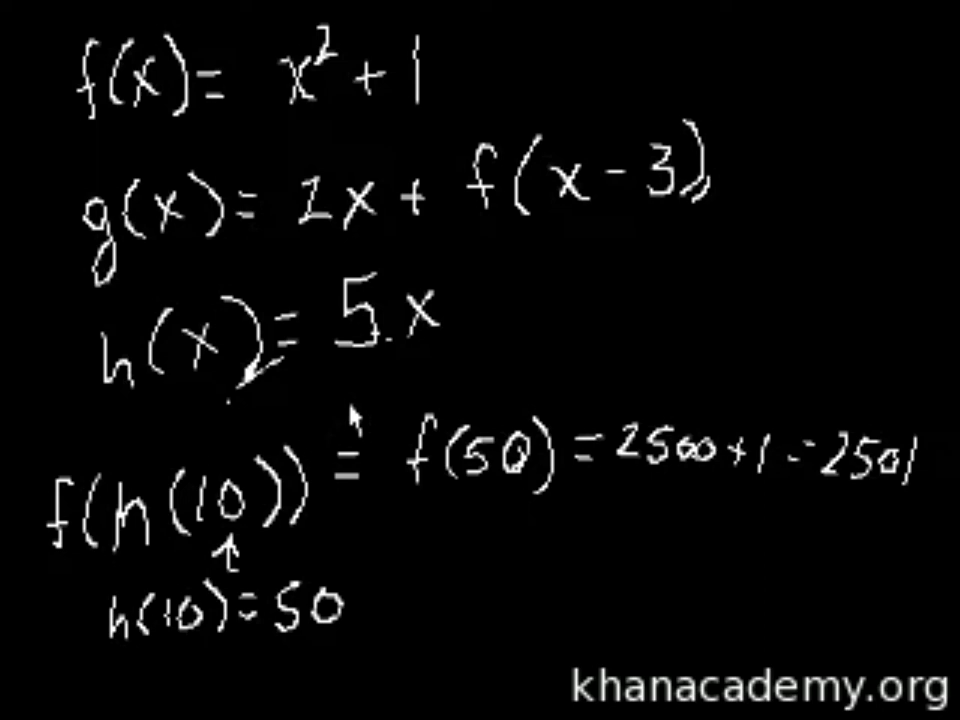 f(x) = x² + 1
g(x) = 2x + f(x - 3)
h(x) = 5x
f(h(10)) = f(50) = 2500 + 1 = 2501
h(10) = 50
khanacademy.org